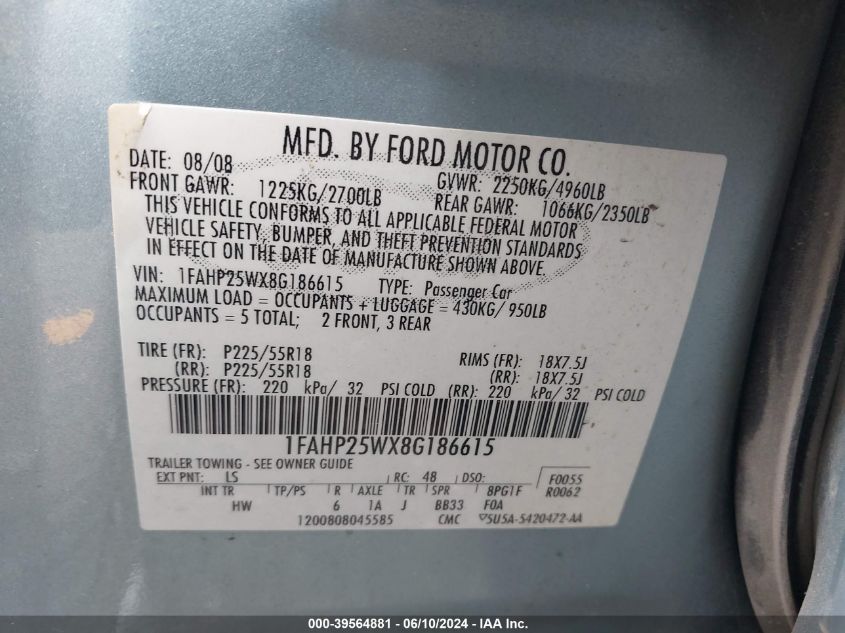 MFD. BY FORD MOTOR CO.
DATE: 08/08 GVWR: 2250KG/4960LB
FRONT GAWR: 1225KG/2700LB REAR GAWR: 1066KG/2350LB
THIS VEHICLE CONFORMS TO ALL APPLICABLE FEDERAL MOTOR
VEHICLE SAFETY, BUMPER, AND THEFT PREVENTION STANDARDS
IN EFFECT ON THE DATE OF MANUFACTURE SHOWN ABOVE.
VIN: 1FAHP25WX8G186615 TYPE: Passenger Car
MAXIMUM LOAD = OCCUPANTS + LUGGAGE = 430KG/ 950LB
OCCUPANTS = 5 TOTAL; 2 FRONT, 3 REAR
TIRE (FR): P225/55R18 RIMS (FR): 18X7.5J
(RR): P225/55R18 (RR): 18X7.5J
PRESSURE (FR): 220 kPa/ 32 PSI COLD (RR): 220 kPa/ 32 PSI COLD
1FAHP25WX8G186615
TRAILER TOWING - SEE OWNER GUIDE
EXT PNT: LS RC: 48 DSO: F0055
INT TR TP/PS R AXLE TR SPR 8PG1F R0062
HW 6 1A J BB33 F0A
1200808045585 CMC 5U5A-5420472-AA
000-39564881 - 06/10/2024 - IAA Inc.